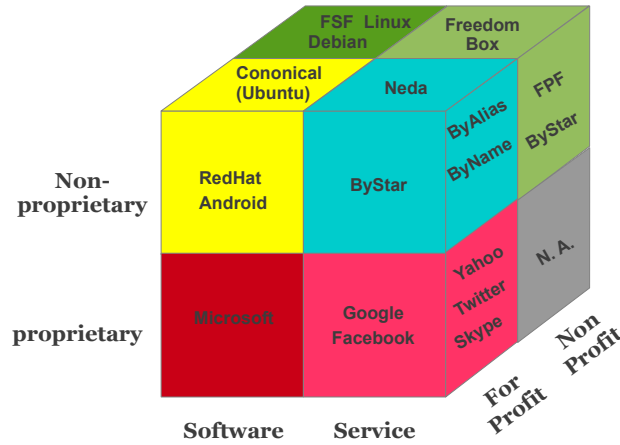 FSF Linux
Debian
Freedom
Box
Cononical
(Ubuntu)
Neda
ByAlias
ByName
FPF
ByStar
Non-
proprietary
RedHat
Android
ByStar
proprietary
Microsoft
Google
Facebook
Yahoo
Twitter
Skype
N. A.
Software
Service
For
Profit
Non
Profit